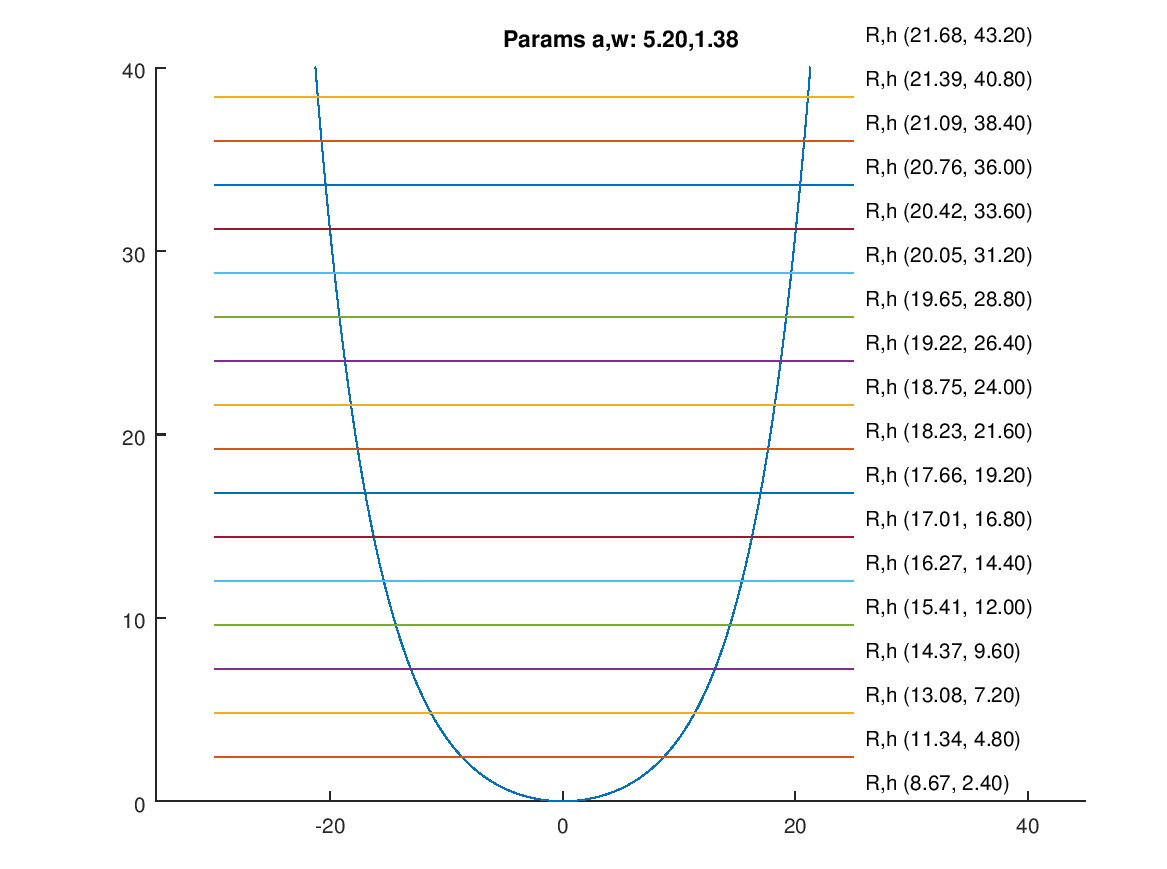 Params a,w: 5.20,1.38
R,h (21.68, 43.20)
40
R,h (21.39, 40.80)
R,h (21.09, 38.40)
R,h (20.76, 36.00)
R,h (20.42, 33.60)
30
R,h (20.05, 31.20)
R,h (19.65, 28.80)
R,h (19.22, 26.40)
R,h (18.75, 24.00)
20
R,h (18.23, 21.60)
R,h (17.66, 19.20)
R,h (17.01, 16.80)
R,h (16.27, 14.40)
10
R,h (15.41, 12.00)
R,h (14.37, 9.60)
R,h (13.08, 7.20)
R,h (11.34, 4.80)
R,h (8.67, 2.40)
0
-20 0 20 40